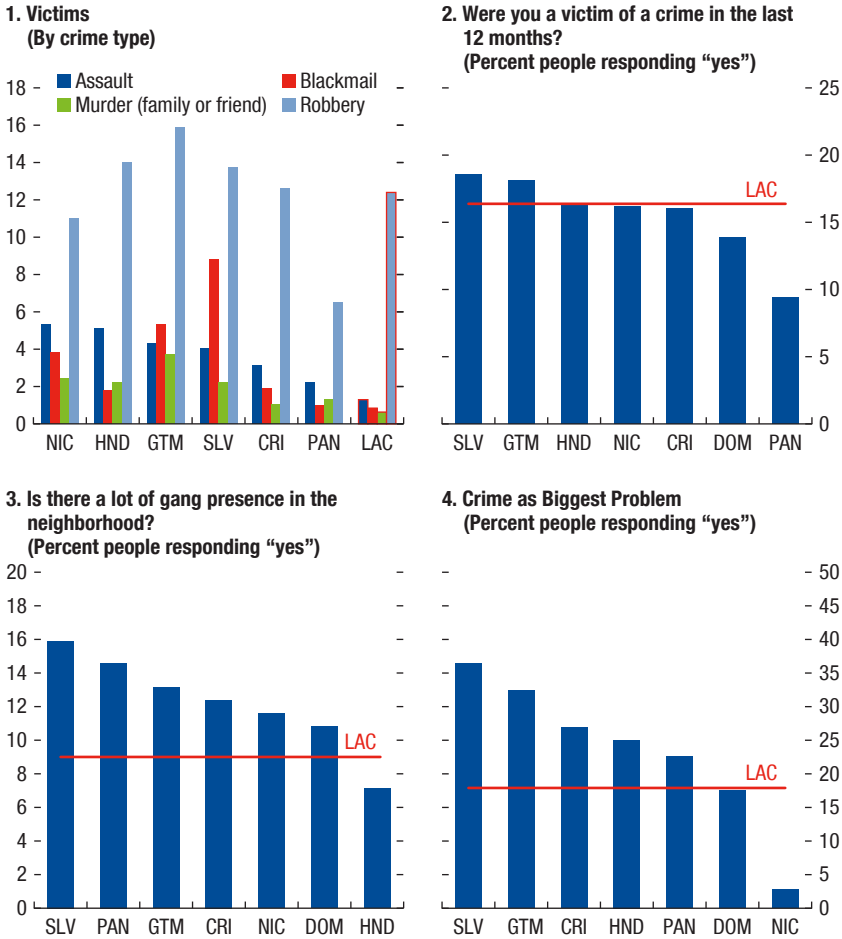 1. Victims
(By crime type)
18
16
14
12
10
8
6
4
2
0
Assault
Blackmail
Murder (family or friend)
Robbery
NIC HND GTM SLV CRI PAN LAC
2. Were you a victim of a crime in the last
12 months?
(Percent people responding “yes”)
25
20
15
10
5
0
LAC
SLV GTM HND NIC CRI DOM PAN
3. Is there a lot of gang presence in the
neighborhood?
(Percent people responding “yes”)
20
18
16
14
12
10
8
6
4
2
0
LAC
SLV PAN GTM CRI NIC DOM HND
4. Crime as Biggest Problem
(Percent people responding “yes”)
50
45
40
35
30
25
20
15
10
5
0
LAC
SLV GTM CRI HND PAN DOM NIC